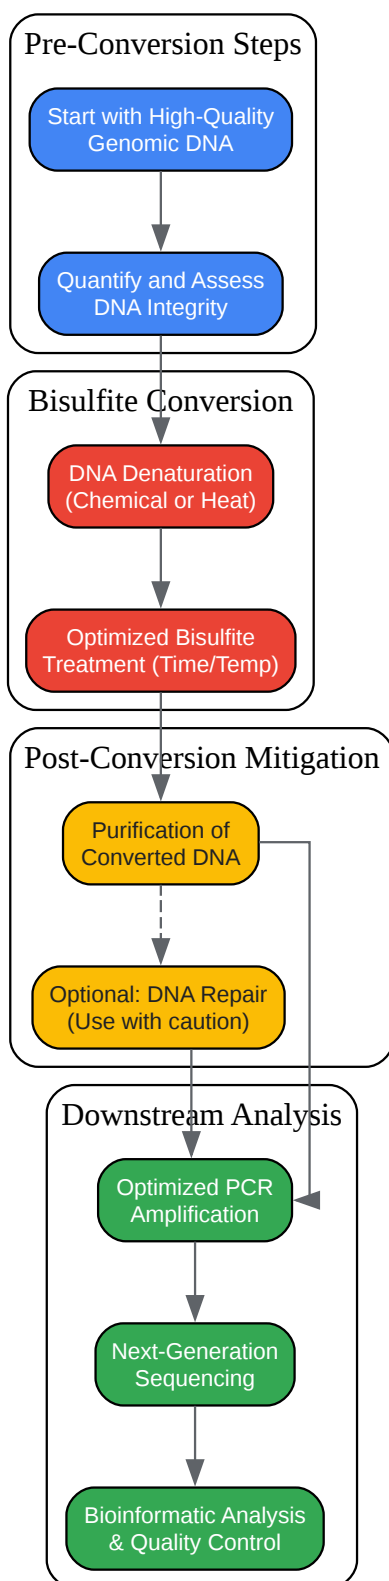 Pre-Conversion Steps
Start with High-Quality
Genomic DNA
Quantify and Assess
DNA Integrity
Bisulfite Conversion
DNA Denaturation
(Chemical or Heat)
Optimized Bisulfite
Treatment (Time/Temp)
Post-Conversion Mitigation
Purification of
Converted DNA
Optional: DNA Repair
(Use with caution)
Downstream Analysis
Optimized PCR
Amplification
Next-Generation
Sequencing
Bioinformatic Analysis
& Quality Control